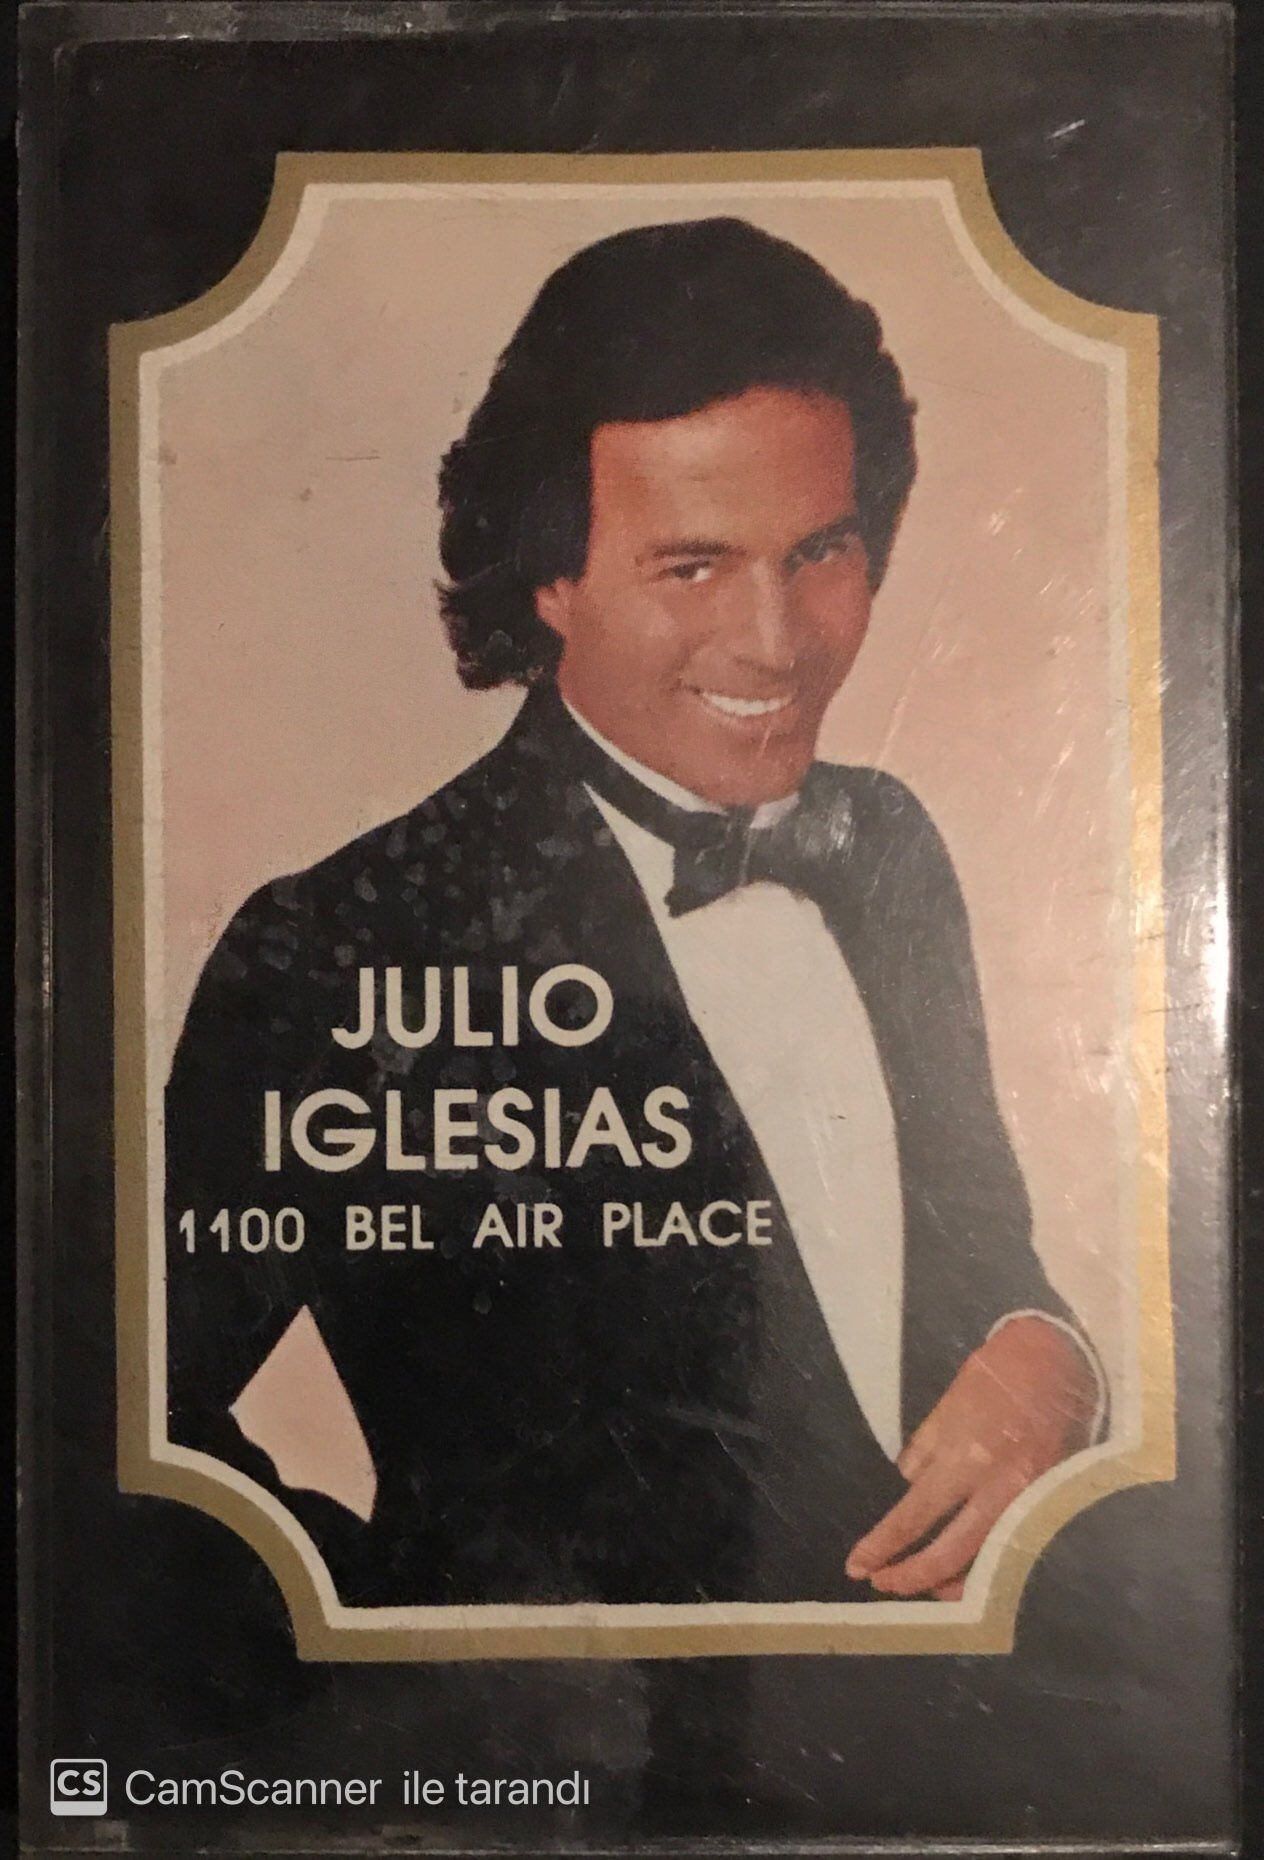 JULIO
IGLESIAS
1100 BEL AIR PLACE
CS CamScanner ile tarandı